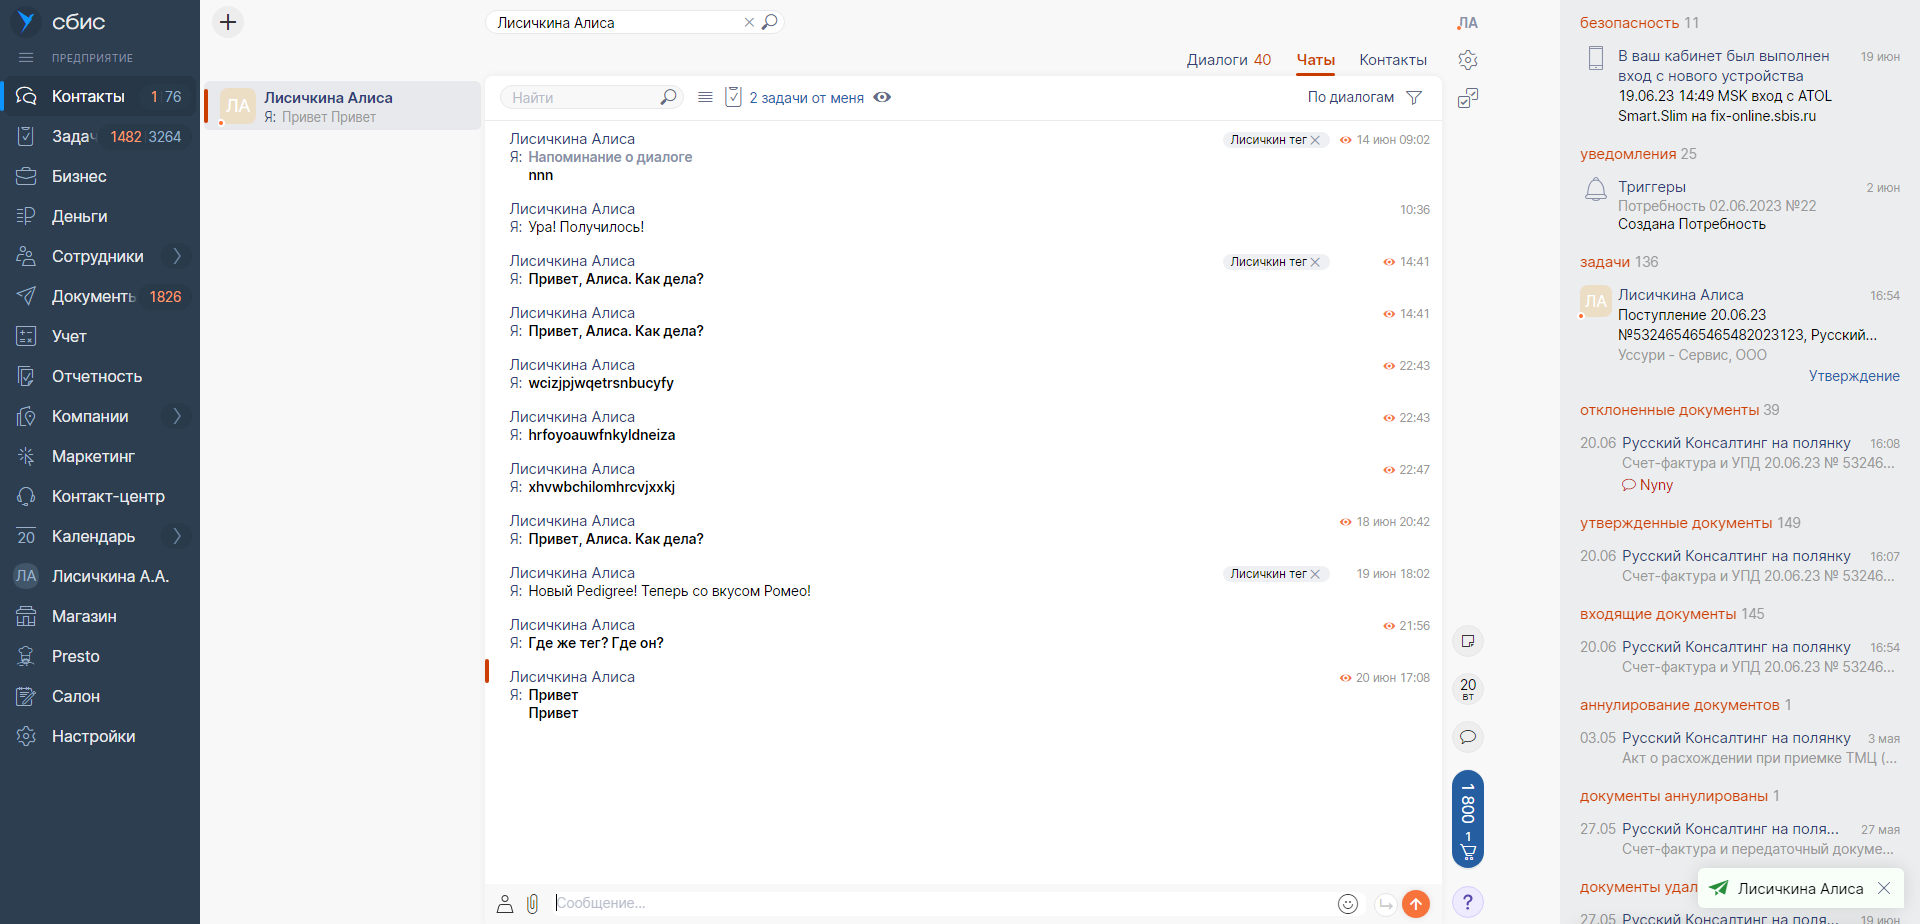 сбис
ПРЕДПРИЯТИЕ
Контакты 1 76
Задач 1482 3264
Бизнес
Деньги
Сотрудники
Документы 1826
Учет
Отчетность
Компании
Маркетинг
Контакт-центр
20 Календарь
ЛА Лисичкина А.А.
Магазин
Presto
Салон
Настройки
Лисичкина Алиса
ЛА Лисичкина Алиса
Я: Привет Привет
Диалоги 40 Чаты Контакты
Найти 2 задачи от меня По диалогам
Лисичкина Алиса Лисичкин тег 14 июн 09:02
Я: Напоминание о диалоге
nnn
Лисичкина Алиса 10:36
Я: Ура! Получилось!
Лисичкина Алиса Лисичкин тег 14:41
Я: Привет, Алиса. Как дела?
Лисичкина Алиса 14:41
Я: Привет, Алиса. Как дела?
Лисичкина Алиса 22:43
Я: wcizjpjwqetrsnbucyfy
Лисичкина Алиса 22:43
Я: hrfoyoauwfnkyldneiza
Лисичкина Алиса 22:47
Я: xhvwbchilomhrcvjxxkj
Лисичкина Алиса 18 июн 20:42
Я: Привет, Алиса. Как дела?
Лисичкина Алиса Лисичкин тег 19 июн 18:02
Я: Новый Pedigree! Теперь со вкусом Ромео!
Лисичкина Алиса 21:56
Я: Где же тег? Где он?
Лисичкина Алиса 20 июн 17:08
Я: Привет
Привет
Сообщение...
ЛА
20
ВТ
1 800
1
?
безопасность 11
В ваш кабинет был выполнен 19 июн
вход с нового устройства
19.06.23 14:49 MSK вход с ATOL
Smart.Slim на fix-online.sbis.ru
уведомления 25
Триггеры 2 июн
Потребность 02.06.2023 №22
Создана Потребность
задачи 136
ЛА Лисичкина Алиса 16:54
Поступление 20.06.23
№532465465465482023123, Русский...
Уссури - Сервис, ООО
Утверждение
отклоненные документы 39
20.06 Русский Консалтинг на полянку 16:08
Счет-фактура и УПД 20.06.23 № 53246...
Nyny
утвержденные документы 149
20.06 Русский Консалтинг на полянку 16:07
Счет-фактура и УПД 20.06.23 № 53246...
входящие документы 145
20.06 Русский Консалтинг на полянку 16:54
Счет-фактура и УПД 20.06.23 № 53246...
аннулирование документов 1
03.05 Русский Консалтинг на полянку 3 мая
Акт о расхождении при приемке ТМЦ (...
документы аннулированы 1
27.05 Русский Консалтинг на поля... 27 мая
Счет-фактура и передаточный докуме...
документы удал
Лисичкина Алиса
27.05 Русский Консалтинг на поля... 19 июн